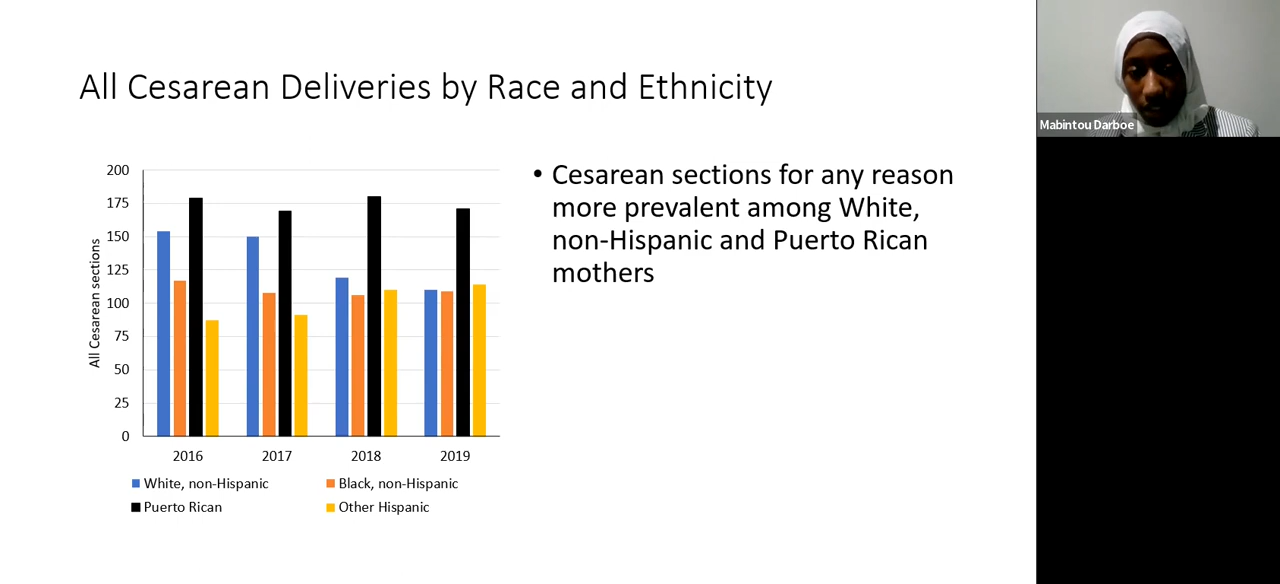 All Cesarean Deliveries by Race and Ethnicity
Mabintou Darboe
All Cesarean sections
200
175
150
125
100
75
50
25
0
2016 2017 2018 2019
White, non-Hispanic Black, non-Hispanic
Puerto Rican Other Hispanic
• Cesarean sections for any reason
more prevalent among White,
non-Hispanic and Puerto Rican
mothers